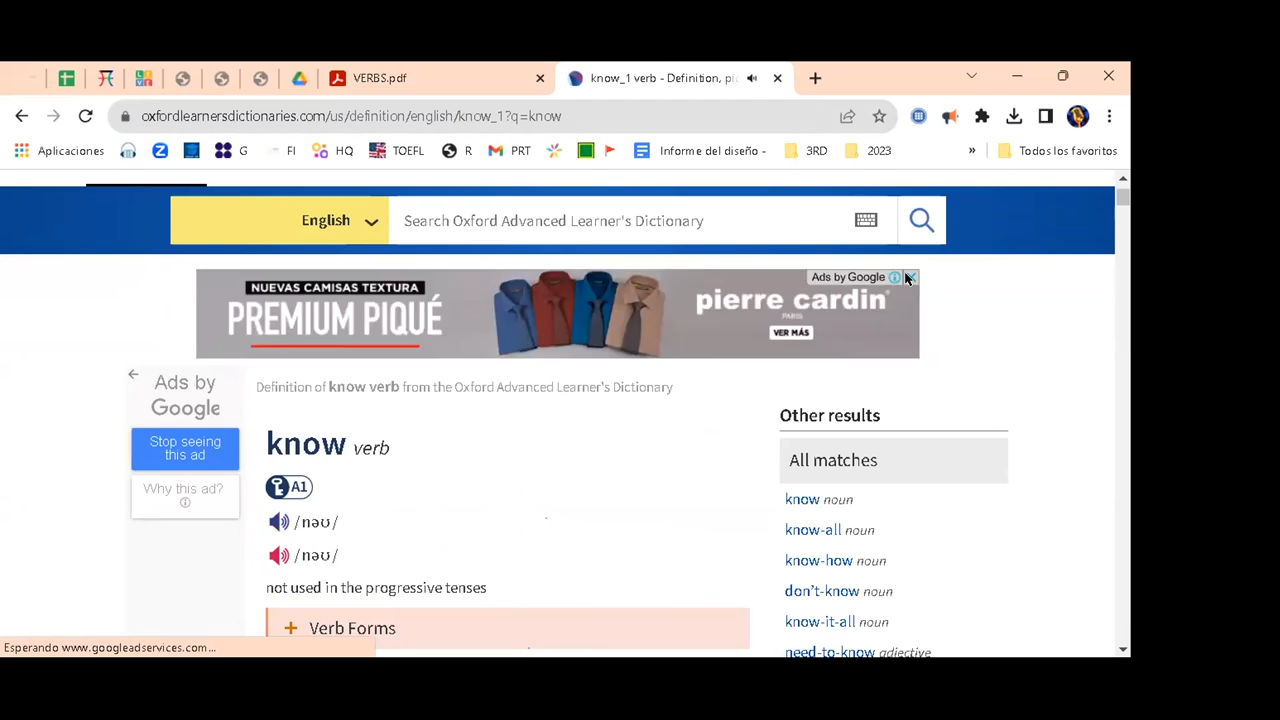 VERBS.pdf
know_1 verb - Definition, pi
oxfordlearnersdictionaries.com/us/definition/english/know_1?q=know
Aplicaciones
G
FI
HQ
TOEFL
R
PRT
Informe del diseño -
3RD
2023
»
Todos los favoritos
English
Search Oxford Advanced Learner's Dictionary
NUEVAS CAMISAS TEXTURA
PREMIUM PIQUÉ
pierre cardin
PARIS
VER MÁS
Ads by Google
Ads by
Google
Stop seeing
this ad
Why this ad?
Definition of know verb from the Oxford Advanced Learner's Dictionary
know verb
A1
/nəʊ/
/nəʊ/
not used in the progressive tenses
+ Verb Forms
Other results
All matches
know noun
know-all noun
know-how noun
don't-know noun
know-it-all noun
need-to-know adjective
Esperando www.googleadservices.com...